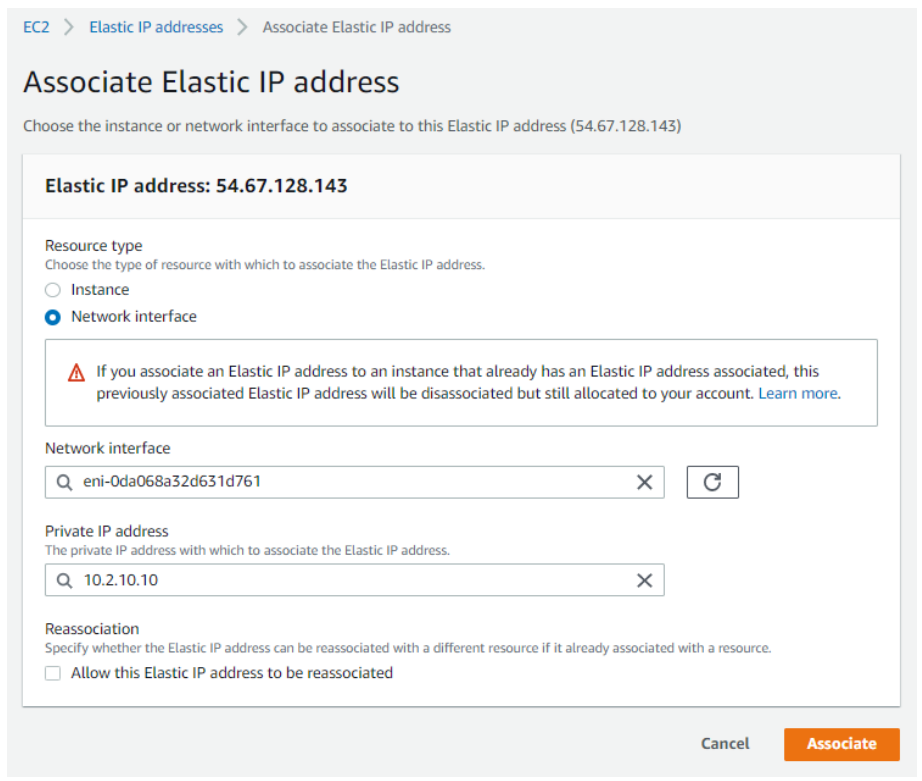 EC2 > Elastic IP addresses > Associate Elastic IP address
Associate Elastic IP address
Choose the instance or network interface to associate to this Elastic IP address (54.67.128.143)
Elastic IP address: 54.67.128.143
Resource type
Choose the type of resource with which to associate the Elastic IP address.
Instance
Network interface
If you associate an Elastic IP address to an instance that already has an Elastic IP address associated, this
previously associated Elastic IP address will be disassociated but still allocated to your account. Learn more.
Network interface
eni-0da068a32d631d761
Private IP address
The private IP address with which to associate the Elastic IP address.
10.2.10.10
Reassociation
Specify whether the Elastic IP address can be reassociated with a different resource if it already associated with a resource.
Allow this Elastic IP address to be reassociated
Cancel Associate